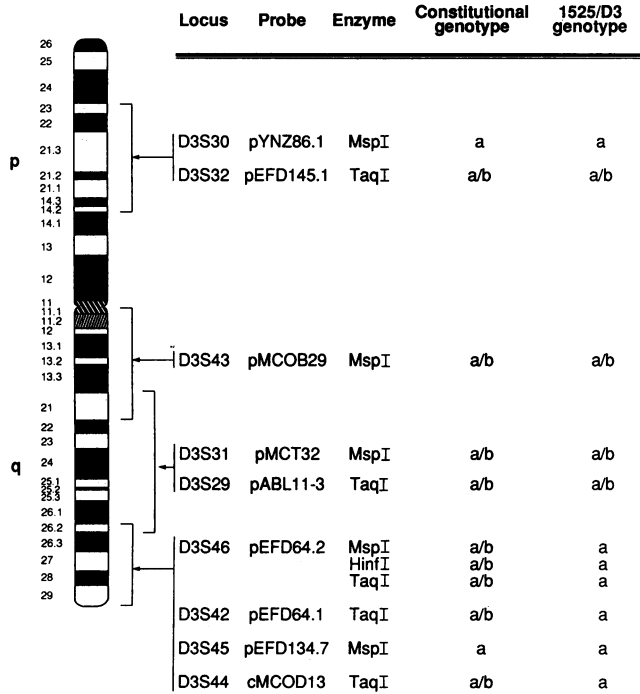 Locus Probe Enzyme Constitutional genotype 1525/D3 genotype
p
26
25
24
23
22
21.3
21.2
21.1
14.3
14.2
14.1
13
12
11
11.1
11.2
12
13.1
13.2
13.3
21
22
23
24
25.1
25.2
25.3
26.1
26.2
26.3
27
28
29
q
D3S30 pYNZ86.1 MspI a a
D3S32 pEFD145.1 TaqI a/b a/b
D3S43 pMCOB29 MspI a/b a/b
D3S31 pMCT32 MspI a/b a/b
D3S29 pABL11-3 TaqI a/b a/b
D3S46 pEFD64.2 MspI a/b a
HinfI a/b a
TaqI a/b a
D3S42 pEFD64.1 TaqI a/b a
D3S45 pEFD134.7 MspI a a
D3S44 cMCOD13 TaqI a/b a